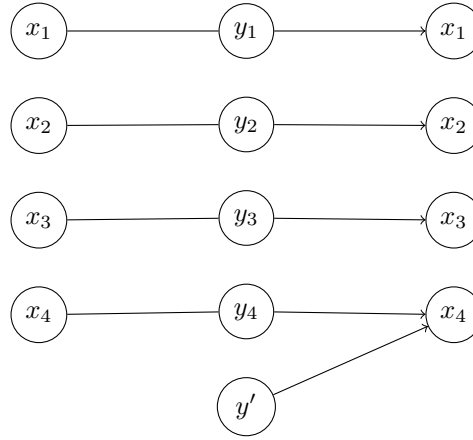 x₁ y₁ x₁
x₂ y₂ x₂
x₃ y₃ x₃
x₄ y₄ x₄
y′